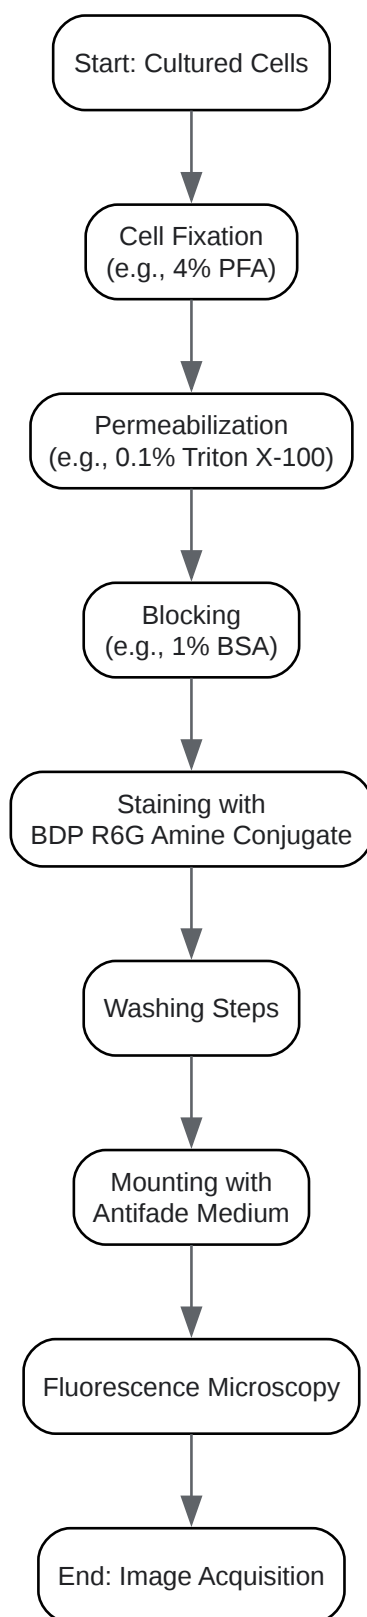 Start: Cultured Cells
Cell Fixation
(e.g., 4% PFA)
Permeabilization
(e.g., 0.1% Triton X-100)
Blocking
(e.g., 1% BSA)
Staining with
BDP R6G Amine Conjugate
Washing Steps
Mounting with
Antifade Medium
Fluorescence Microscopy
End: Image Acquisition